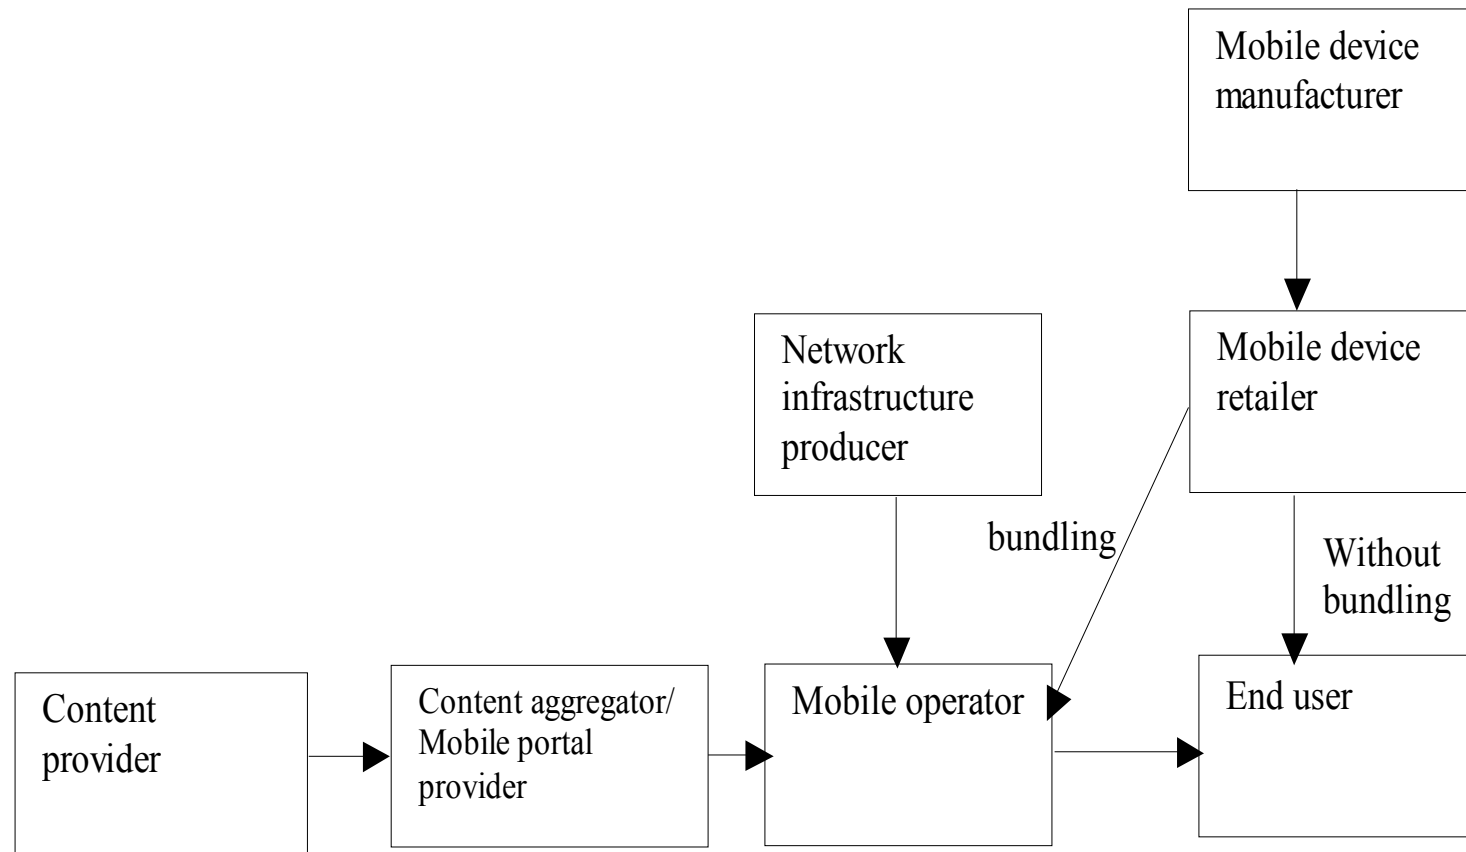 Mobile device
manufacturer
Network
infrastructure
producer
Mobile device
retailer
bundling
Without
bundling
Content
provider
Content aggregator/
Mobile portal
provider
Mobile operator
End user